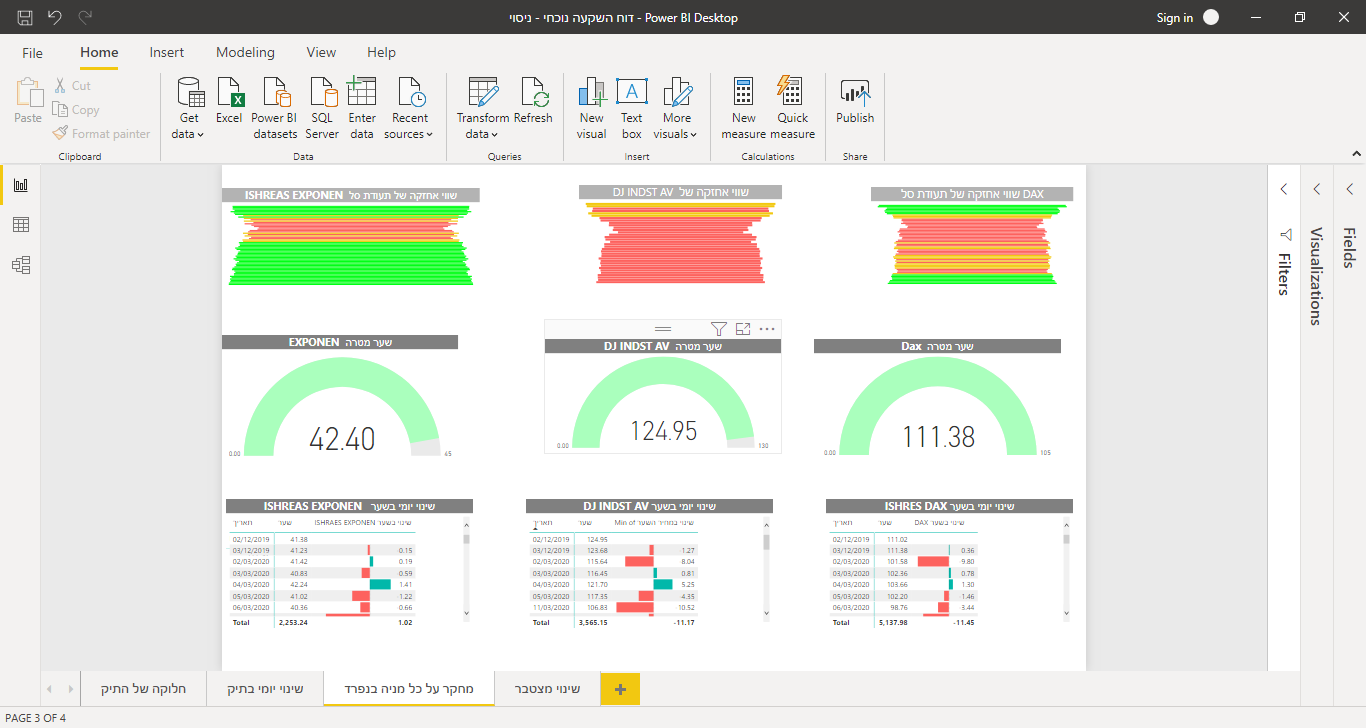 דוח השקעה נוכחי - ניסוי - Power BI Desktop
Sign in
File Home Insert Modeling View Help
Paste
Cut
Copy
Format painter
Clipboard
Get data
Excel
Power BI datasets
SQL Server
Enter data
Recent sources
Data
Transform data
Refresh
Queries
New visual
Text box
More visuals
Insert
New measure
Quick measure
Calculations
Publish
Share
שווי אחזקה של תעודת סל ISHREAS EXPONEN
שווי אחזקה של DJ INDST AV
DAX שווי אחזקה של תעודת סל
שער מטרה EXPONEN
42.40
0.00
45
שער מטרה DJ INDST AV
124.95
0.00
130
שער מטרה Dax
111.38
0.00
105
שינוי יומי בשער ISHREAS EXPONEN
תאריך שער שינוי בשער ISHRAES EXPONEN
02/12/2019 41.38
03/12/2019 41.23 -0.15
02/03/2020 41.42 0.19
03/03/2020 40.83 -0.59
04/03/2020 42.24 1.41
05/03/2020 41.02 -1.22
06/03/2020 40.36 -0.66
Total 2,253.24 1.02
שינוי יומי בשער DJ INDST AV
תאריך שער Min of שינוי במחיר השער
02/12/2019 124.95
03/12/2019 123.68 -1.27
02/03/2020 115.64 -8.04
03/03/2020 116.45 0.81
04/03/2020 121.70 5.25
05/03/2020 117.35 -4.35
11/03/2020 106.83 -10.52
Total 3,565.15 -11.17
שינוי יומי בשער ISHRES DAX
תאריך שער שינוי בשער DAX
02/12/2019 111.02
03/12/2019 111.38 0.36
02/03/2020 101.58 -9.80
03/03/2020 102.36 0.78
04/03/2020 103.66 1.30
05/03/2020 102.20 -1.46
06/03/2020 98.76 -3.44
Total 5,137.98 -11.45
Filters
Visualizations
Fields
חלוקה של התיק
שינוי יומי בתיק
מחקר על כל מניה בנפרד
שינוי מצטבר
PAGE 3 OF 4